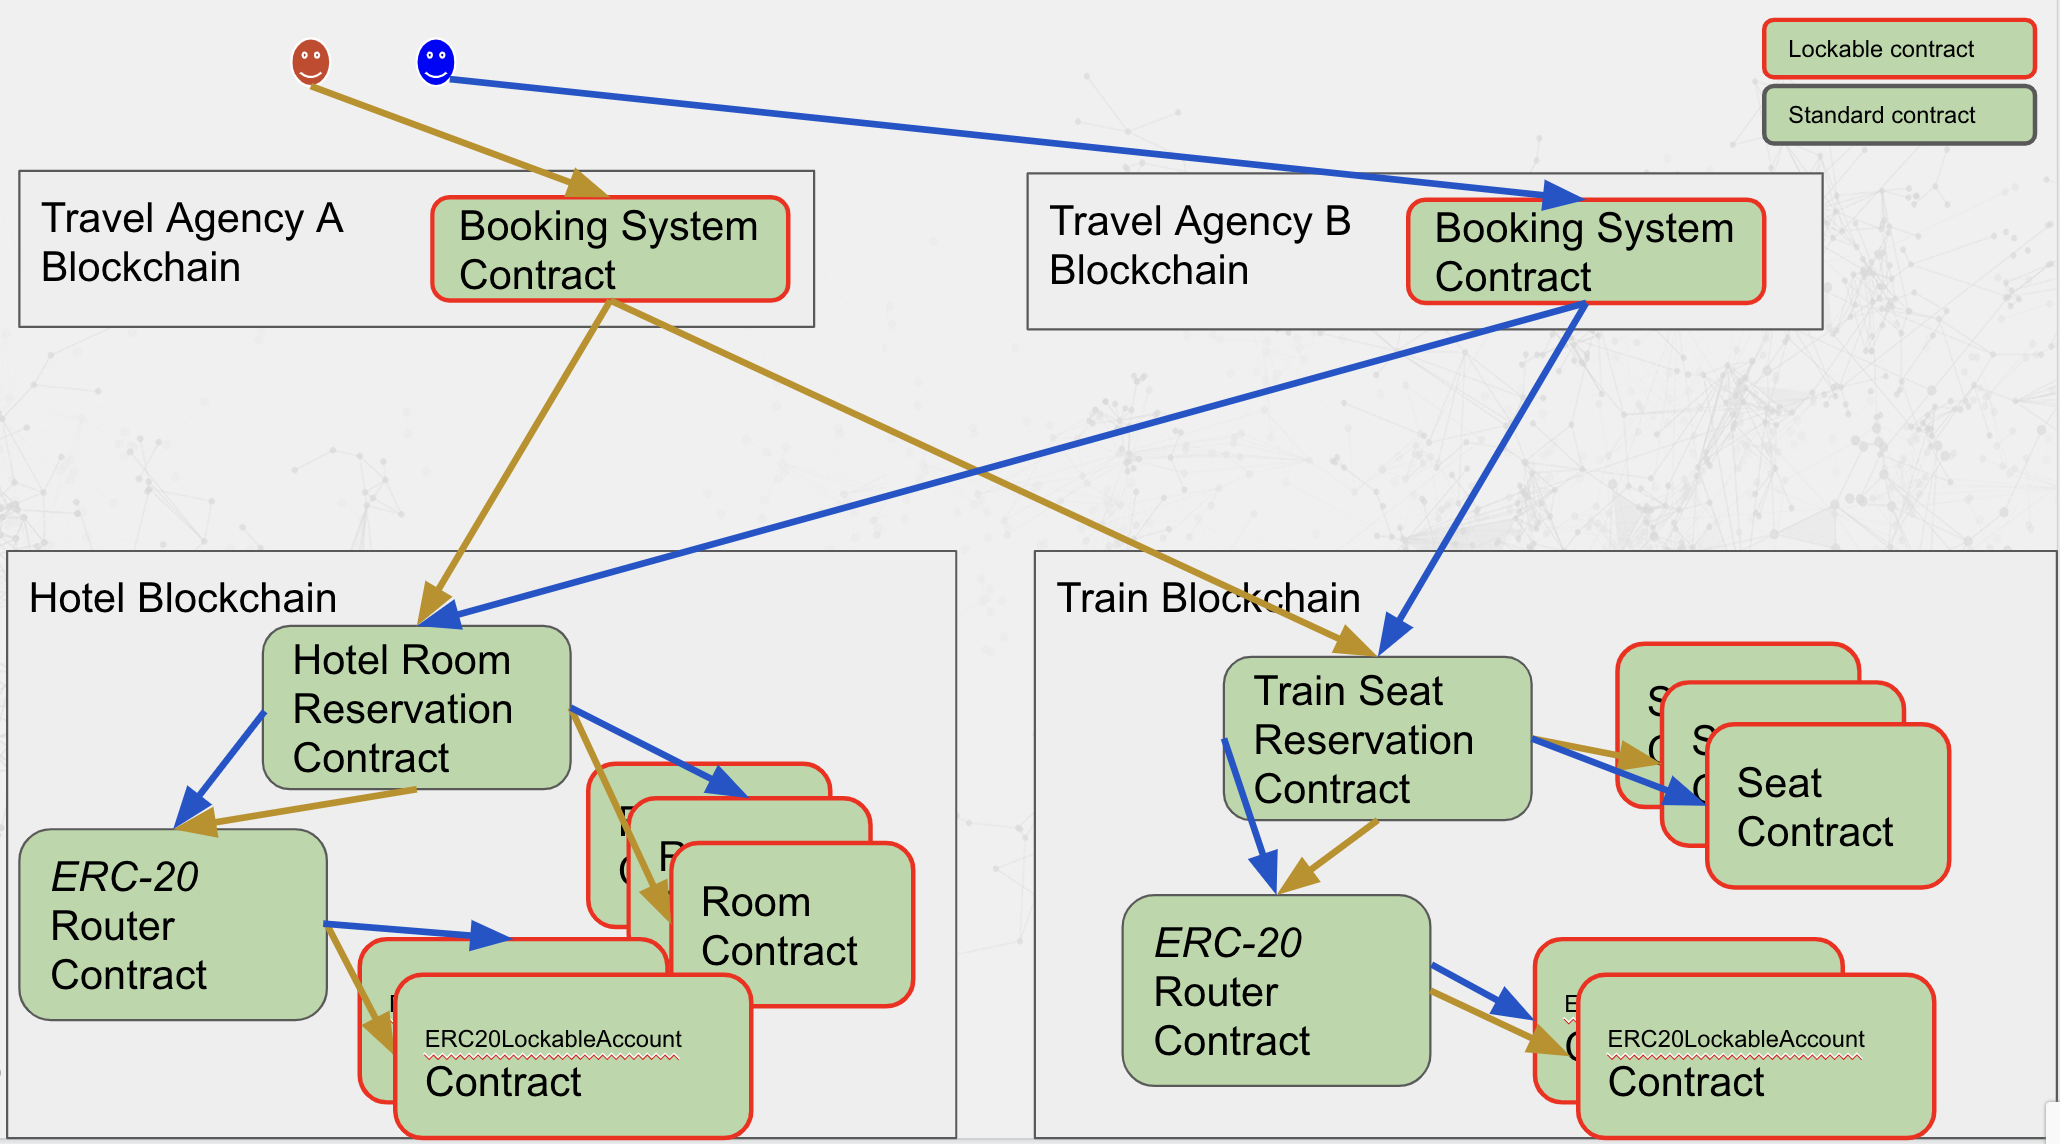 Lockable contract
Standard contract
Travel Agency A
Blockchain
Booking System
Contract
Travel Agency B
Blockchain
Booking System
Contract
Hotel Blockchain
Hotel Room
Reservation
Contract
ERC-20
Router
Contract
Room
Contract
ERC20LockableAccount
Contract
Train Blockchain
Train Seat
Reservation
Contract
Seat
Contract
ERC-20
Router
Contract
ERC20LockableAccount
Contract